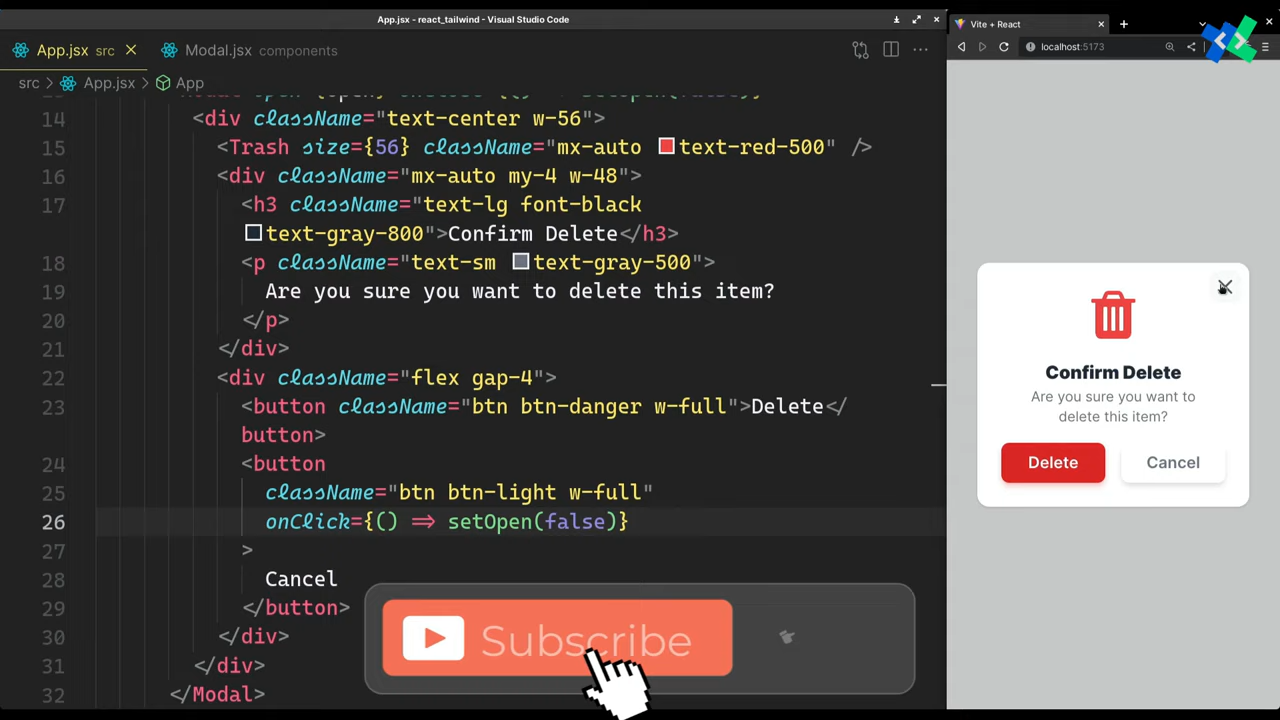 App.jsx - react_tailwind - Visual Studio Code
App.jsx src
Modal.jsx components
src > App.jsx > App
14 <div className="text-center w-56">
15 <Trash size={56} className="mx-auto text-red-500" />
16 <div className="mx-auto my-4 w-48">
17 <h3 className="text-lg font-black
text-gray-800">Confirm Delete</h3>
18 <p className="text-sm text-gray-500">
19 Are you sure you want to delete this item?
20 </p>
21 </div>
22 <div className="flex gap-4">
23 <button className="btn btn-danger w-full">Delete</
button>
24 <button
25 className="btn btn-light w-full"
26 onClick={() => setOpen(false)}
27 >
28 Cancel
29 </button>
30 </div>
31 </div>
32 </Modal>
Subscribe
Vite + React
localhost:5173
Confirm Delete
Are you sure you want to
delete this item?
Delete
Cancel